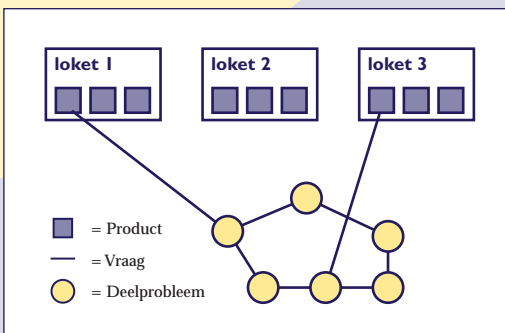 loket 1
loket 2
loket 3
= Product
= Vraag
= Deelprobleem